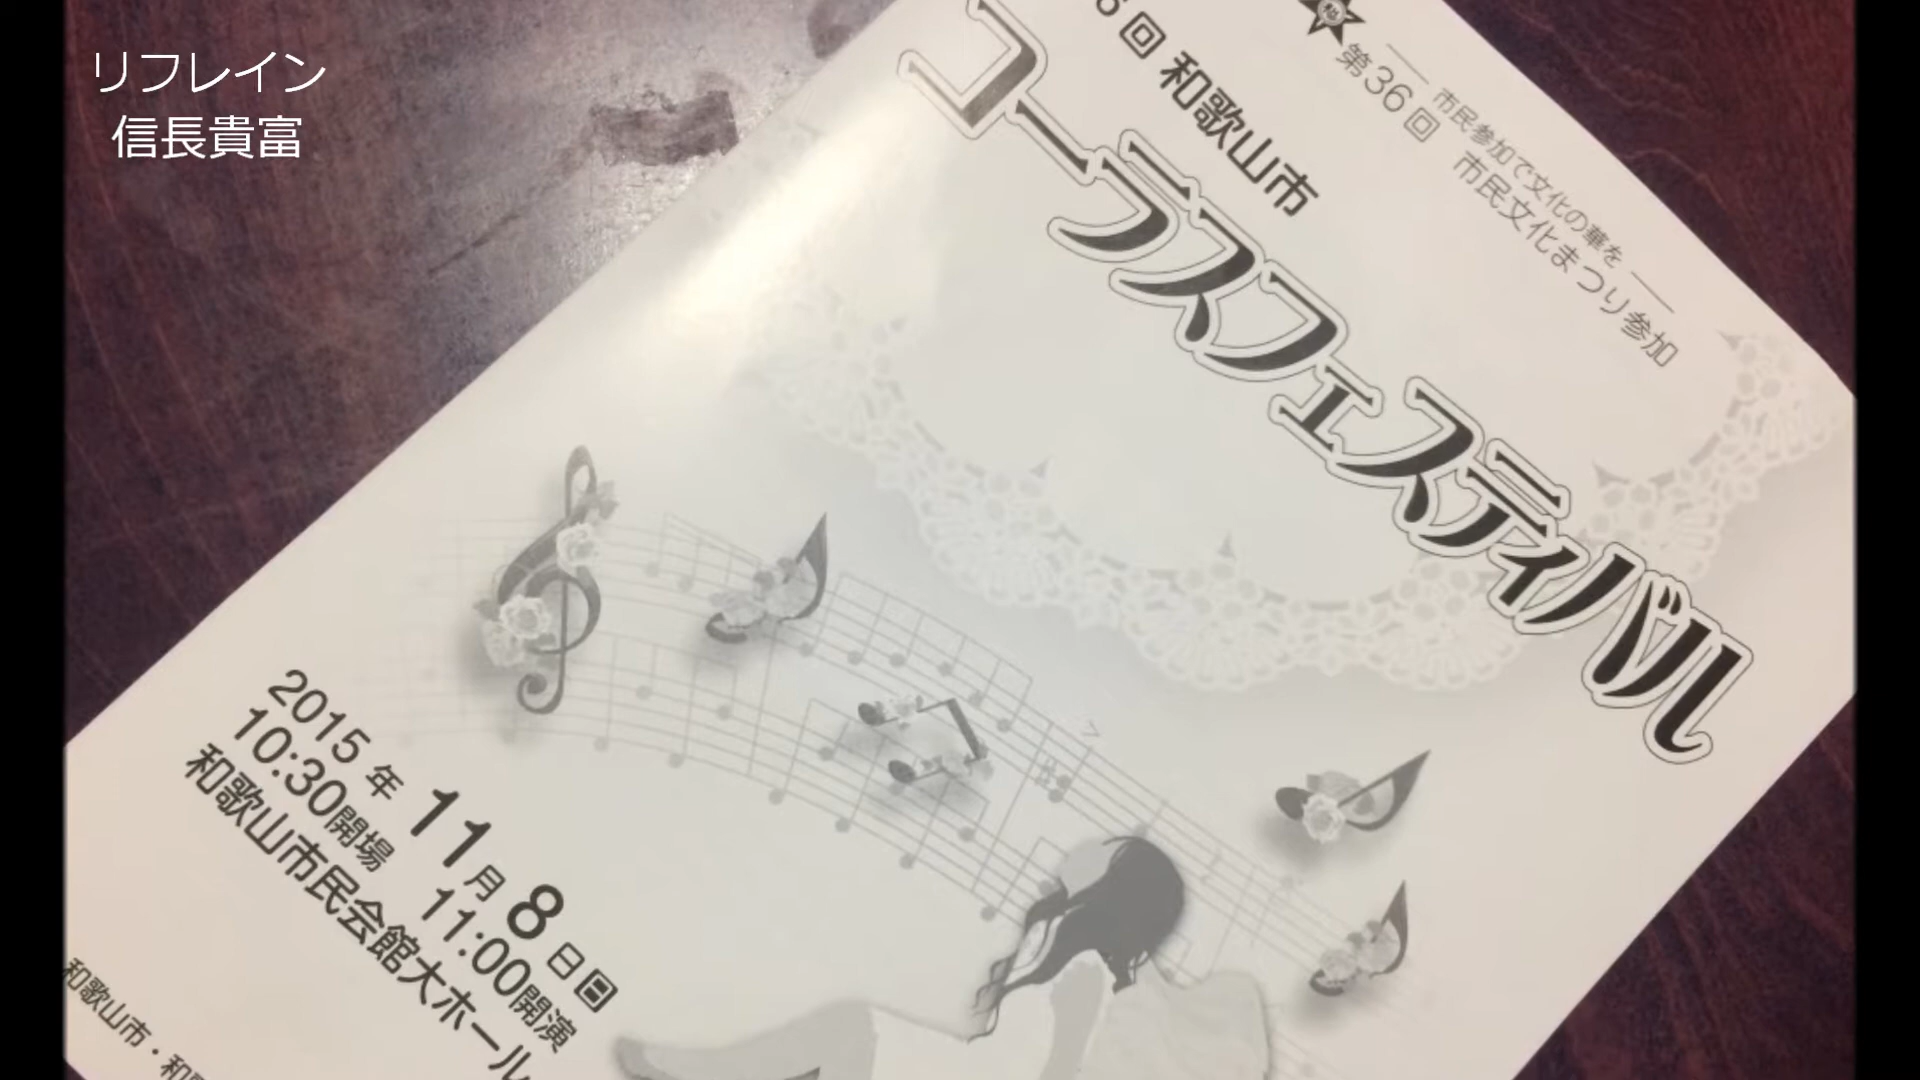 リフレイン
信長貴富
市民参加で文化の華を
第36回 市民文化まつり参加
6回 和歌山市
コーラスフェスティバル
2015年 11月8日日
10:30開場 11:00開演
和歌山市民会館大ホール
和歌山市・和